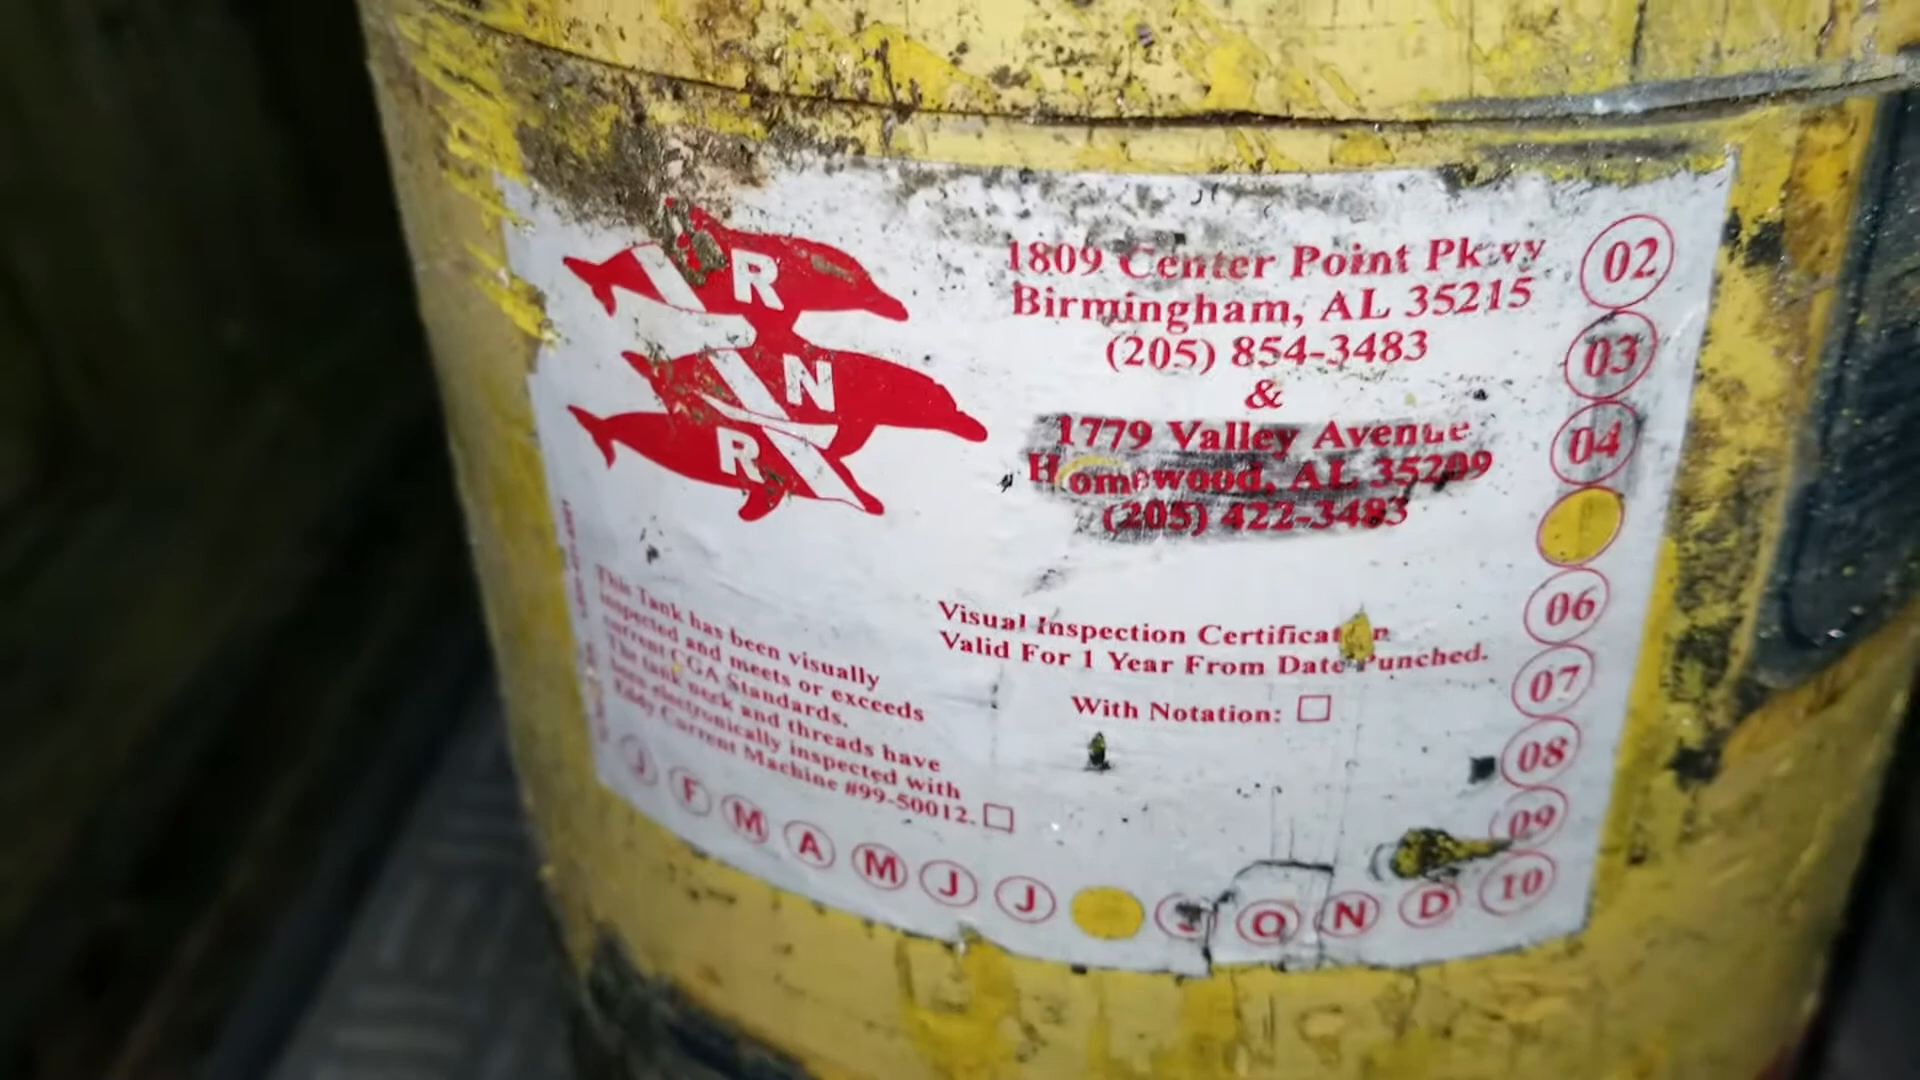 R
N
R
1809 Center Point Pkwy
Birmingham, AL 35215
(205) 854-3483
&
1779 Valley Avenue
Homewood, AL 35209
(205) 422-3483
02
03
04
06
07
08
09
10
Visual Inspection Certification
Valid For 1 Year From Date Punched.
With Notation:
This Tank has been visually
inspected and meets or exceeds
current CGA Standards.
The tank neck and threads have
been electronically inspected with
Eddy Current Machine #99-50012.
J F M A M J J S O N D